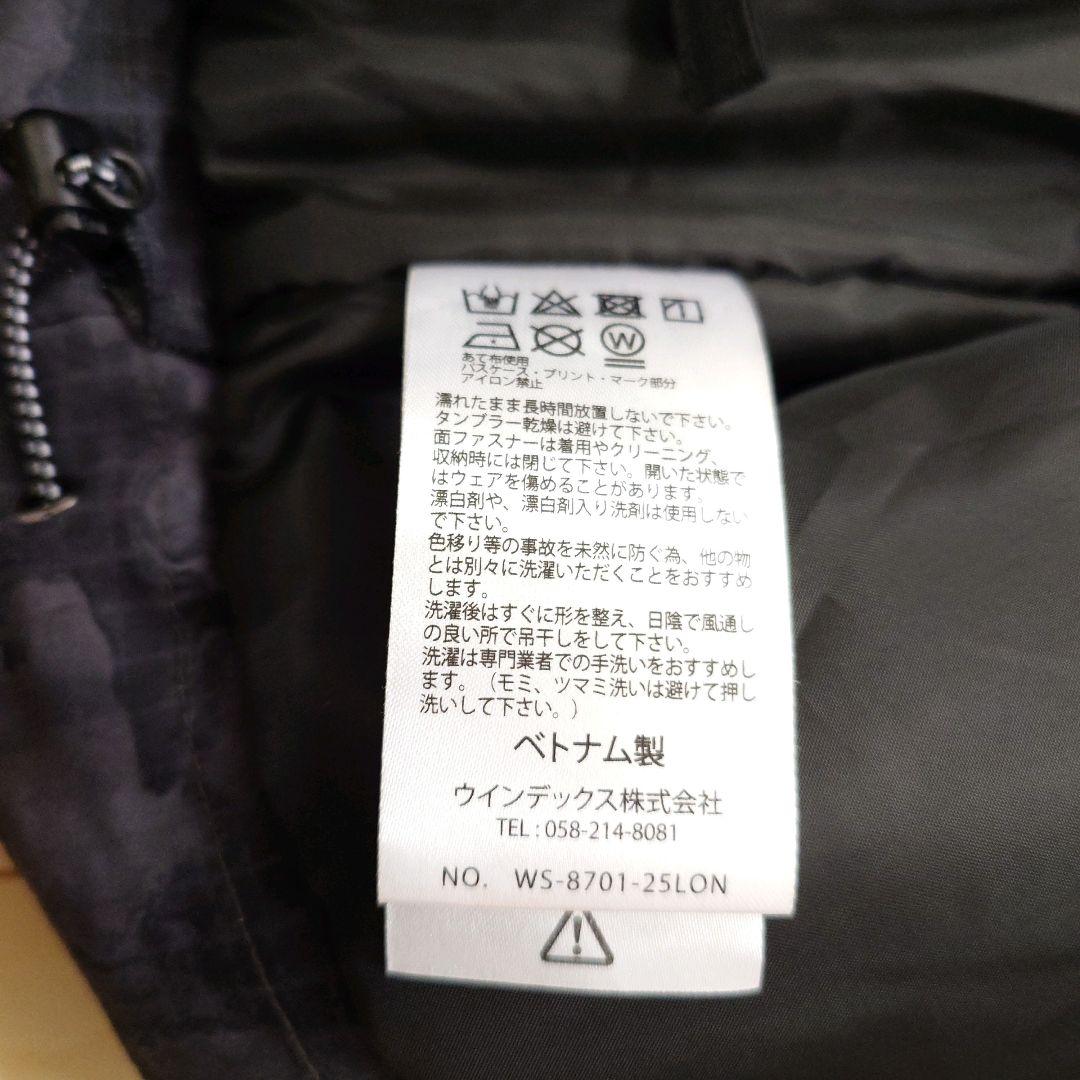 W
あて布使用
パスケース・プリント・マーク部分
アイロン禁止
濡れたまま長時間放置しないで下さい。
タンブラー乾燥は避けて下さい。
面ファスナーは着用やクリーニング、
収納時には閉じて下さい。開いた状態で
はウェアを傷めることがあります。
漂白剤や、漂白剤入り洗剤は使用しない
で下さい。
色移り等の事故を未然に防ぐ為、他の物
とは別々に洗濯いただくことをおすすめ
します。
洗濯後はすぐに形を整え、日陰で風通し
の良い所で吊干しをして下さい。
洗濯は専門業者での手洗いをおすすめし
ます。（モミ、ツマミ洗いは避けて押し
洗いして下さい。）
ベトナム製
ウインデックス株式会社
TEL : 058-214-8081
NO. WS-8701-25LON